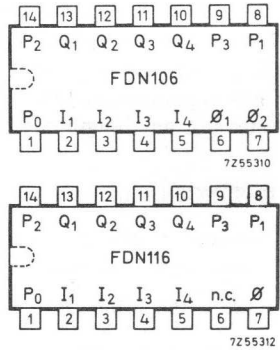 14 13 12 11 10 9 8
P₂ Q₁ Q₂ Q₃ Q₄ P₃ P₁
FDN106
P₀ I₁ I₂ I₃ I₄ Ø₁ Ø₂
1 2 3 4 5 6 7
7Z55310
14 13 12 11 10 9 8
P₂ Q₁ Q₂ Q₃ Q₄ P₃ P₁
FDN116
P₀ I₁ I₂ I₃ I₄ n.c. Ø
1 2 3 4 5 6 7
7Z55312